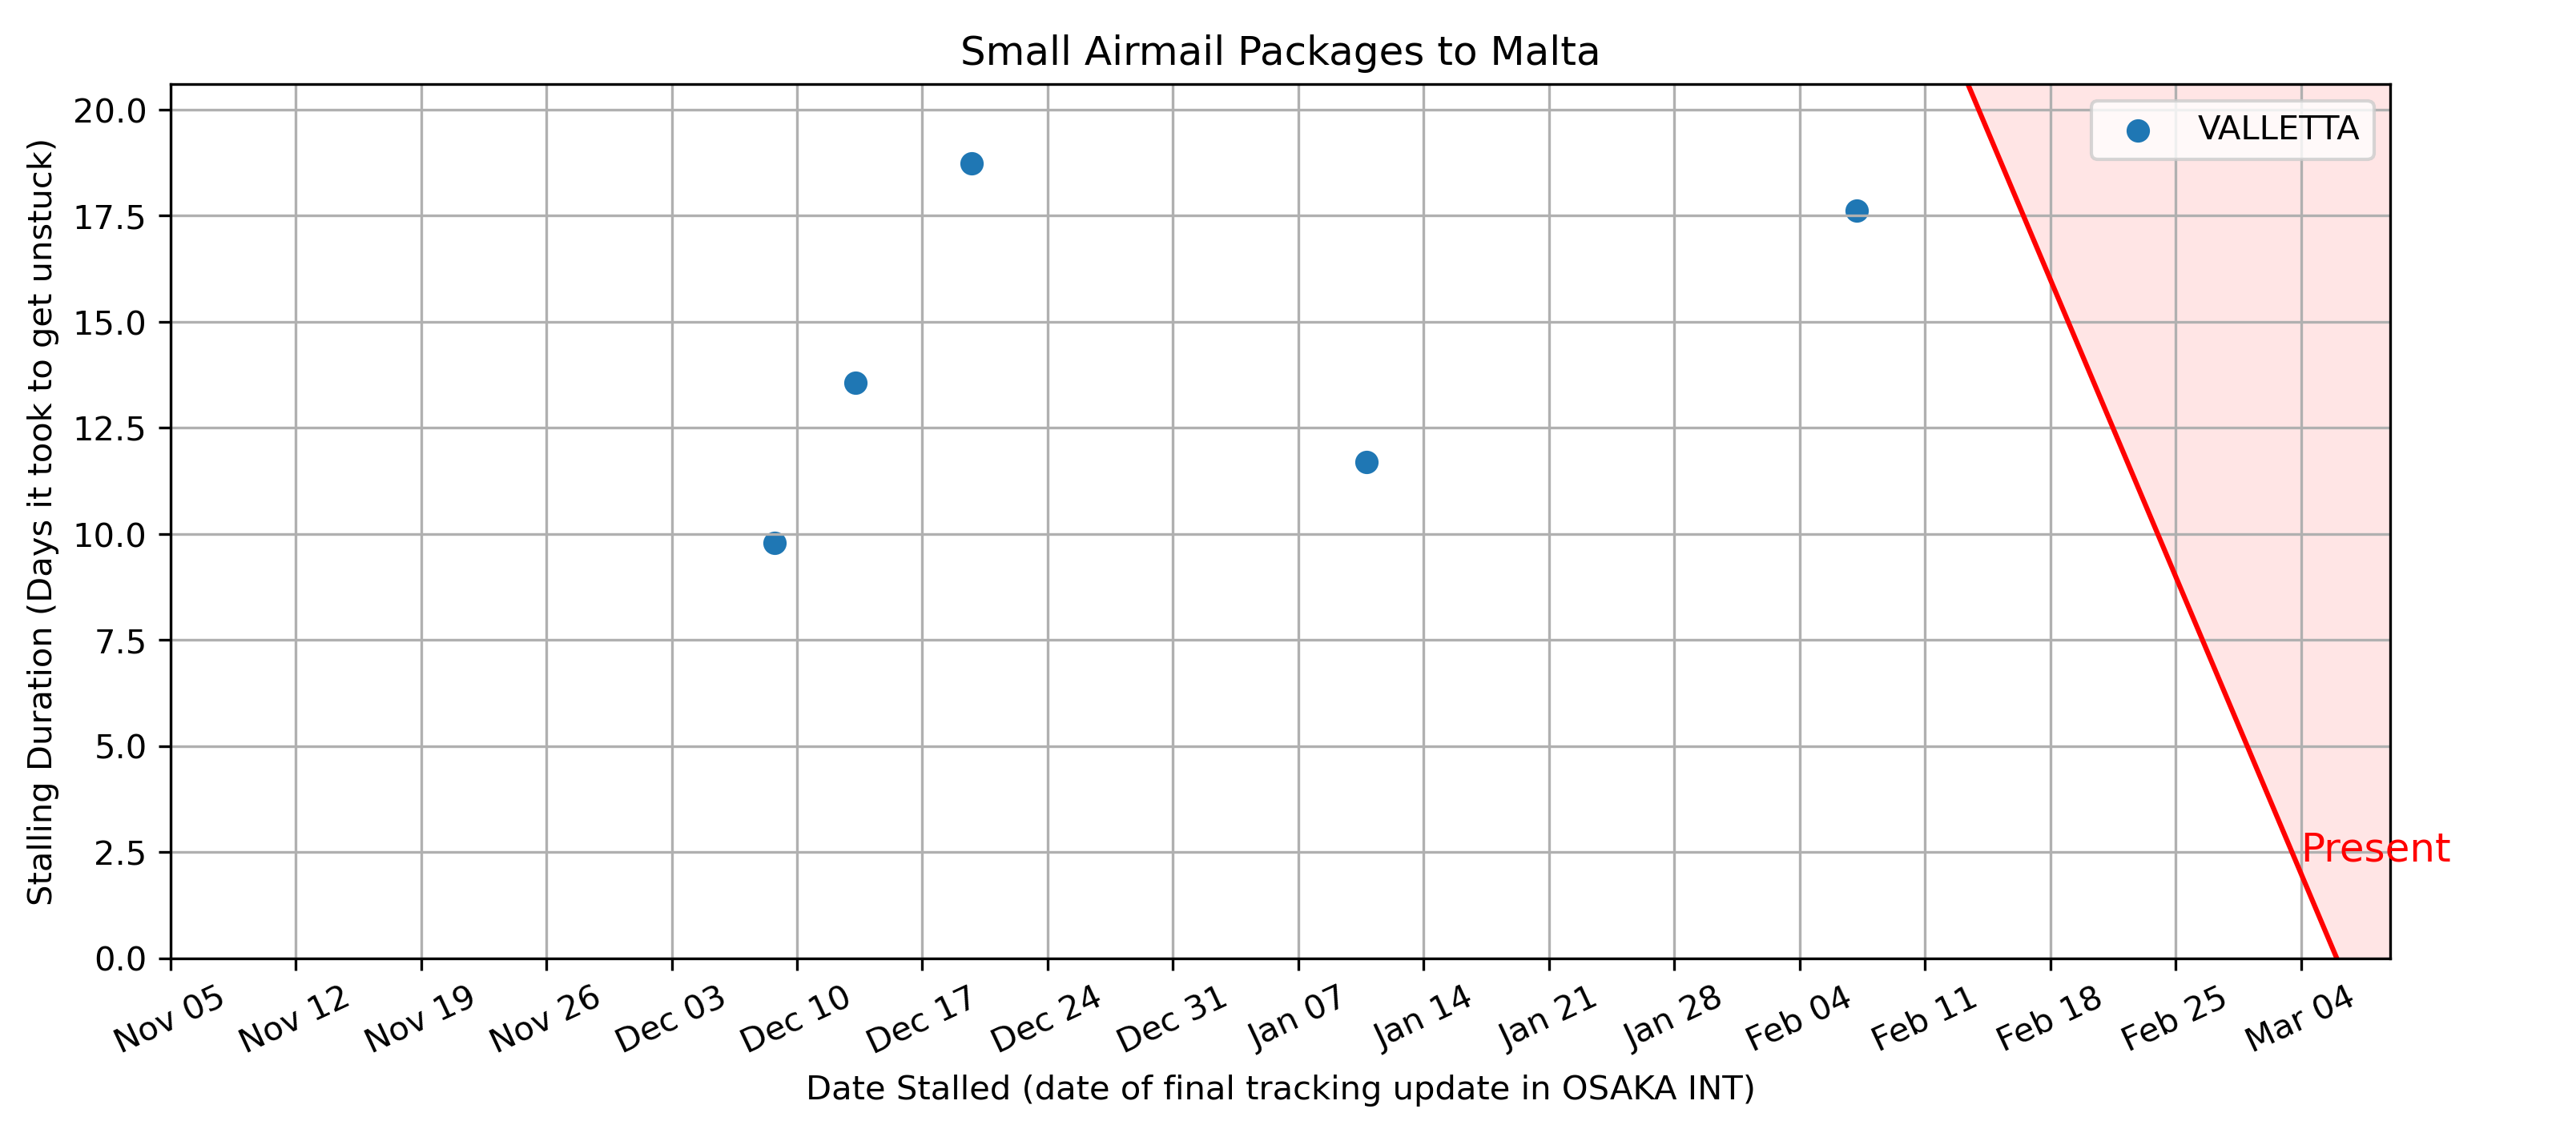 Small Airmail Packages to Malta
VALLETTA
20.0
17.5
15.0
12.5
10.0
7.5
5.0
2.5
0.0
Stalling Duration (Days it took to get unstuck)
Present
Nov 05
Nov 12
Nov 19
Nov 26
Dec 03
Dec 10
Dec 17
Dec 24
Dec 31
Jan 07
Jan 14
Jan 21
Jan 28
Feb 04
Feb 11
Feb 18
Feb 25
Mar 04
Date Stalled (date of final tracking update in OSAKA INT)